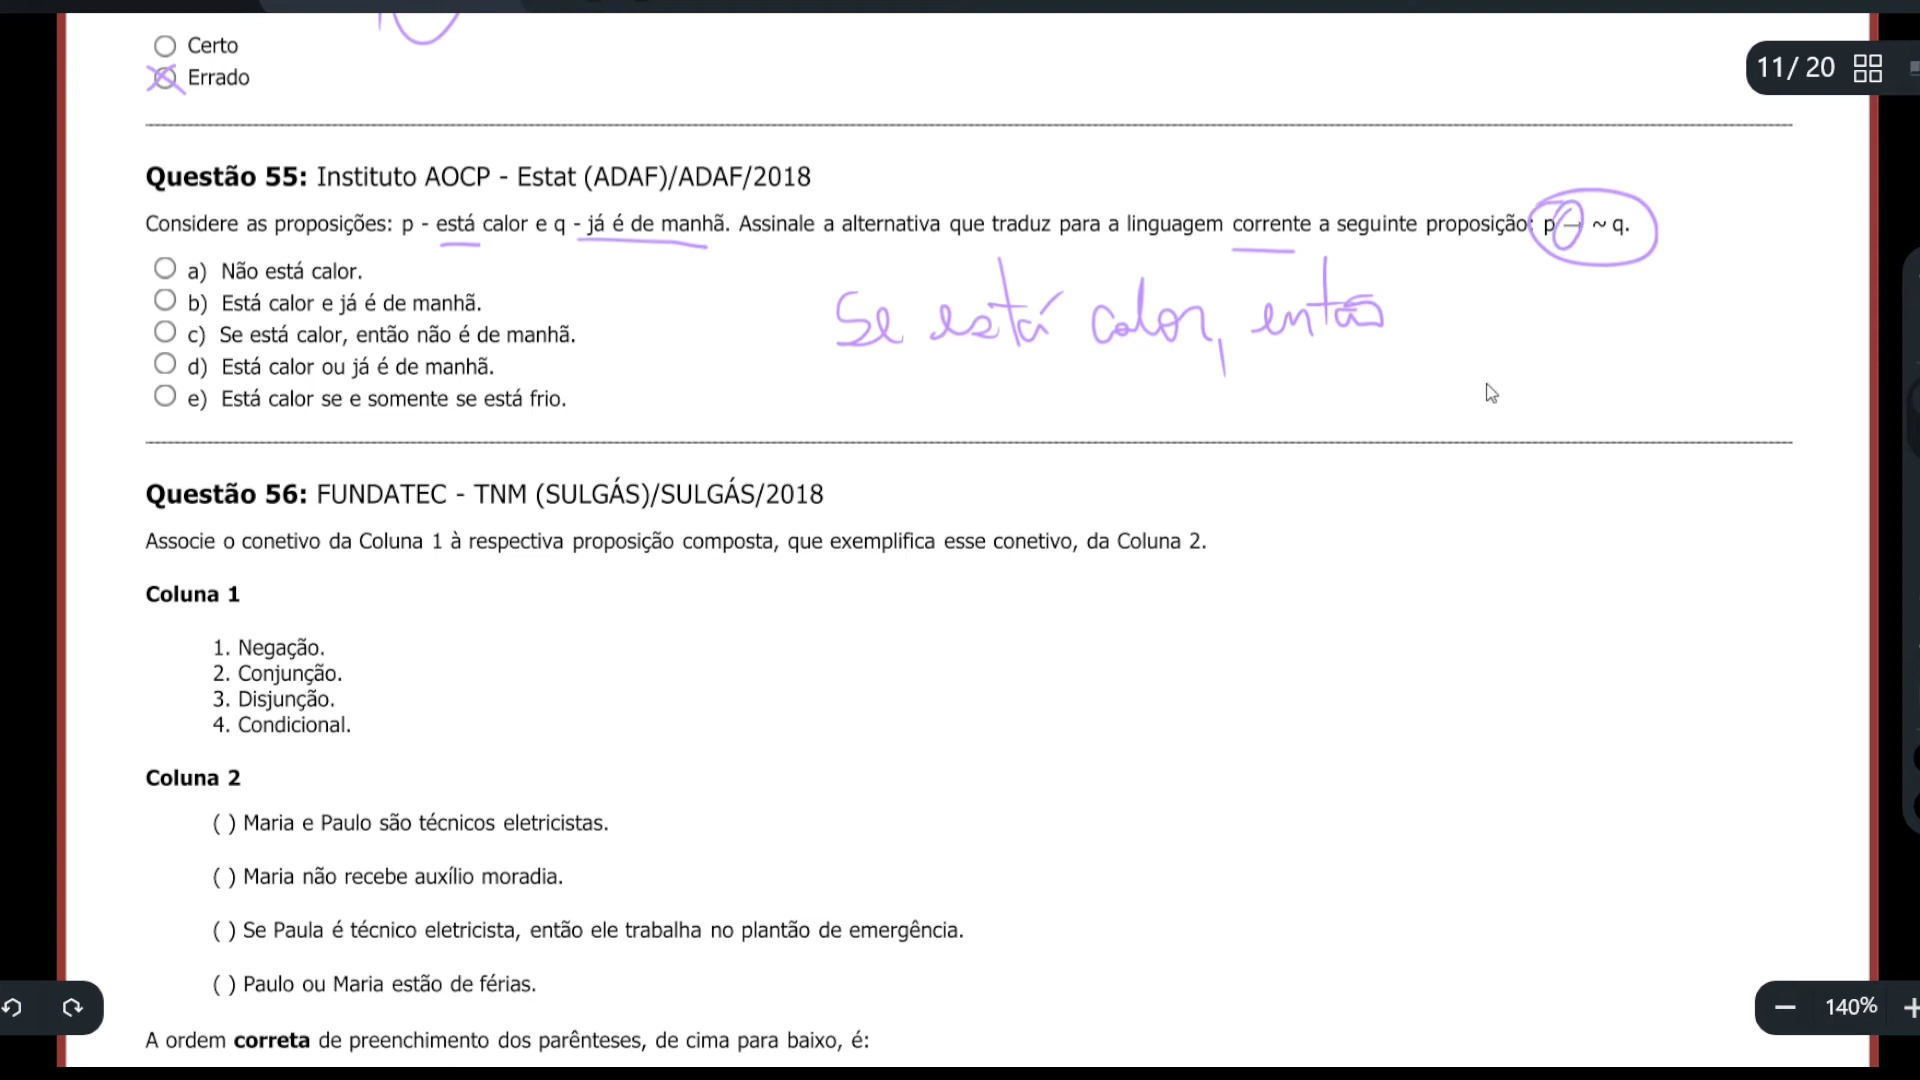 Certo
Errado
11/ 20
Questão 55: Instituto AOCP - Estat (ADAF)/ADAF/2018
Considere as proposições: p - está calor e q - já é de manhã. Assinale a alternativa que traduz para a linguagem corrente a seguinte proposição: p → ~ q.
a) Não está calor.
b) Está calor e já é de manhã.
c) Se está calor, então não é de manhã.
d) Está calor ou já é de manhã.
e) Está calor se e somente se está frio.
Se está calor, então
Questão 56: FUNDATEC - TNM (SULGÁS)/SULGÁS/2018
Associe o conetivo da Coluna 1 à respectiva proposição composta, que exemplifica esse conetivo, da Coluna 2.
Coluna 1
1. Negação.
2. Conjunção.
3. Disjunção.
4. Condicional.
Coluna 2
( ) Maria e Paulo são técnicos eletricistas.
( ) Maria não recebe auxílio moradia.
( ) Se Paula é técnico eletricista, então ele trabalha no plantão de emergência.
( ) Paulo ou Maria estão de férias.
A ordem correta de preenchimento dos parênteses, de cima para baixo, é:
140%